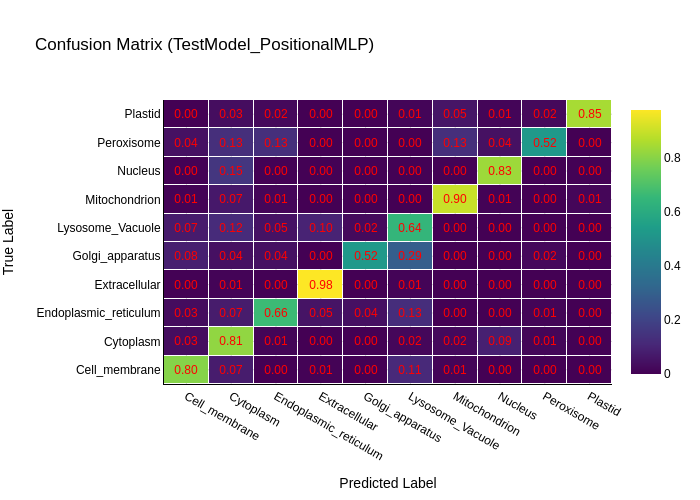 Confusion Matrix (TestModel_PositionalMLP)
True Label
Plastid 0.00 0.03 0.02 0.00 0.00 0.01 0.05 0.01 0.02 0.85
Peroxisome 0.04 0.13 0.13 0.00 0.00 0.00 0.13 0.04 0.52 0.00
Nucleus 0.00 0.00 0.00 0.00 0.00 0.00 0.83 0.00 0.00
Mitochondrion 0.01 0.07 0.01 0.00 0.00 0.00 0.90 0.01 0.00 0.01
Lysosome_Vacuole 0.07 0.12 0.05 0.10 0.02 0.64 0.00 0.00 0.00 0.00
Golgi_apparatus 0.08 0.04 0.04 0.00 0.52 0.29 0.00 0.00 0.02 0.00
Extracellular 0.00 0.01 0.00 0.98 0.00 0.01 0.00 0.00 0.00 0.00
Endoplasmic_reticulum 0.03 0.07 0.66 0.05 0.04 0.13 0.00 0.00 0.01 0.00
Cytoplasm 0.03 0.81 0.01 0.00 0.00 0.02 0.02 0.09 0.01 0.00
Cell_membrane 0.80 0.07 0.00 0.01 0.00 0.11 0.01 0.00 0.00 0.00
Cell_membrane
Cytoplasm
Endoplasmic_reticulum
Extracellular
Golgi_apparatus
Lysosome_Vacuole
Mitochondrion
Nucleus
Peroxisome
Plastid
Predicted Label
0.8
0.6
0.4
0.2
0